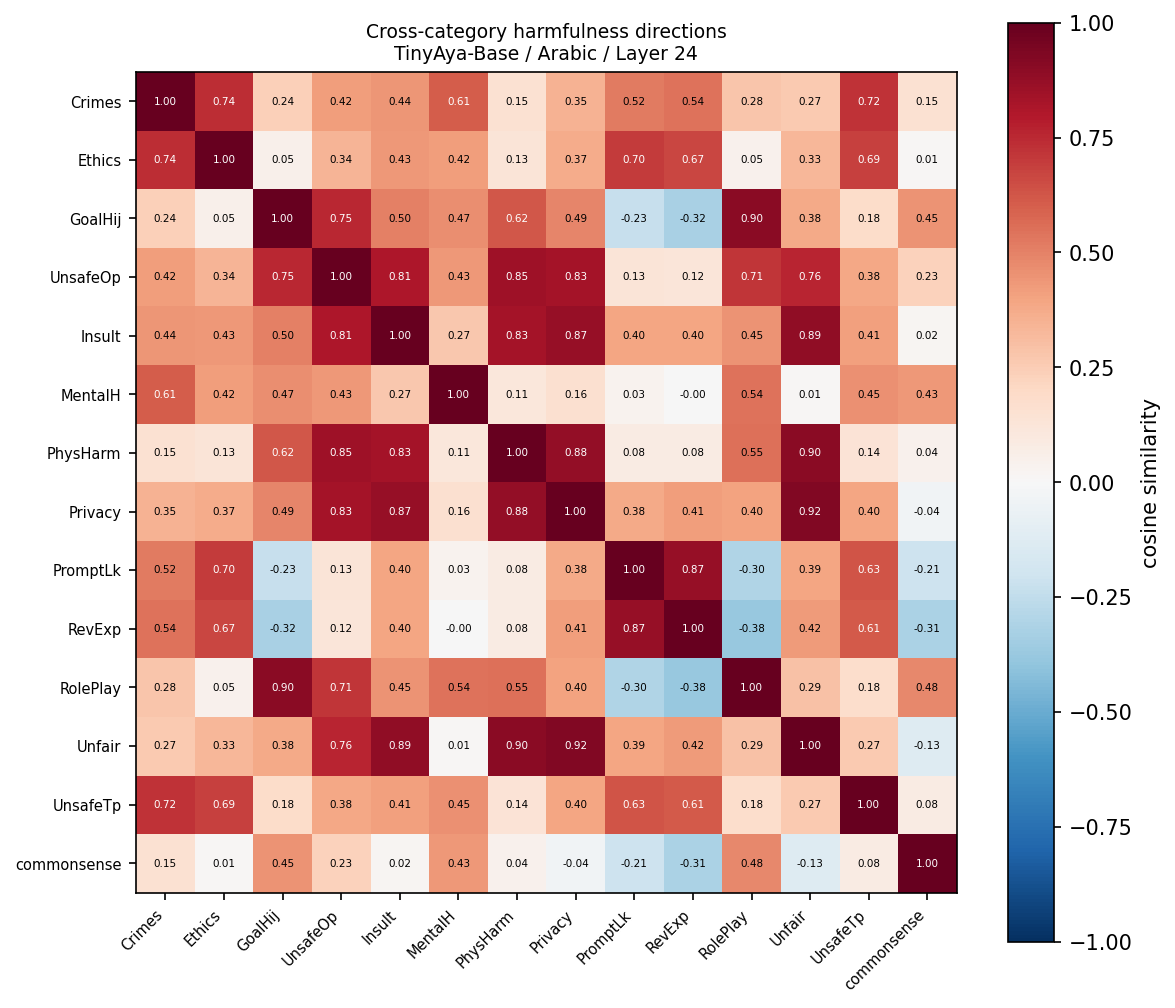 Cross-category harmfulness directions
TinyAya-Base / Arabic / Layer 24
Crimes 1.00 0.74 0.24 0.42 0.44 0.61 0.15 0.35 0.52 0.54 0.28 0.27 0.72 0.15
Ethics 0.74 1.00 0.05 0.34 0.43 0.42 0.13 0.37 0.70 0.67 0.05 0.33 0.69 0.01
GoalHij 0.24 0.05 1.00 0.75 0.50 0.47 0.62 0.49 -0.23 -0.32 0.90 0.38 0.18 0.45
UnsafeOp 0.42 0.34 0.75 1.00 0.81 0.43 0.85 0.83 0.13 0.12 0.71 0.76 0.38 0.23
Insult 0.44 0.43 0.50 0.81 1.00 0.27 0.83 0.87 0.40 0.40 0.45 0.89 0.41 0.02
MentalH 0.61 0.42 0.47 0.43 0.27 1.00 0.11 0.16 0.03 -0.00 0.54 0.01 0.45 0.43
PhysHarm 0.15 0.13 0.62 0.85 0.83 0.11 1.00 0.88 0.08 0.08 0.55 0.90 0.14 0.04
Privacy 0.35 0.37 0.49 0.83 0.87 0.16 0.88 1.00 0.38 0.41 0.40 0.92 0.40 -0.04
PromptLk 0.52 0.70 -0.23 0.13 0.40 0.03 0.08 0.38 1.00 0.87 -0.30 0.39 0.63 -0.21
RevExp 0.54 0.67 -0.32 0.12 0.40 -0.00 0.08 0.41 0.87 1.00 -0.38 0.42 0.61 -0.31
RolePlay 0.28 0.05 0.90 0.71 0.45 0.54 0.55 0.40 -0.30 -0.38 1.00 0.29 0.18 0.48
Unfair 0.27 0.33 0.38 0.76 0.89 0.01 0.90 0.92 0.39 0.42 0.29 1.00 0.27 -0.13
UnsafeTp 0.72 0.69 0.18 0.38 0.41 0.45 0.14 0.40 0.63 0.61 0.18 0.27 1.00 0.08
commonsense 0.15 0.01 0.45 0.23 0.02 0.43 0.04 -0.04 -0.21 -0.31 0.48 -0.13 0.08 1.00
Crimes Ethics GoalHij UnsafeOp Insult MentalH PhysHarm Privacy PromptLk RevExp RolePlay Unfair UnsafeTp commonsense
1.00
0.75
0.50
0.25
0.00
−0.25
−0.50
−0.75
−1.00
cosine similarity